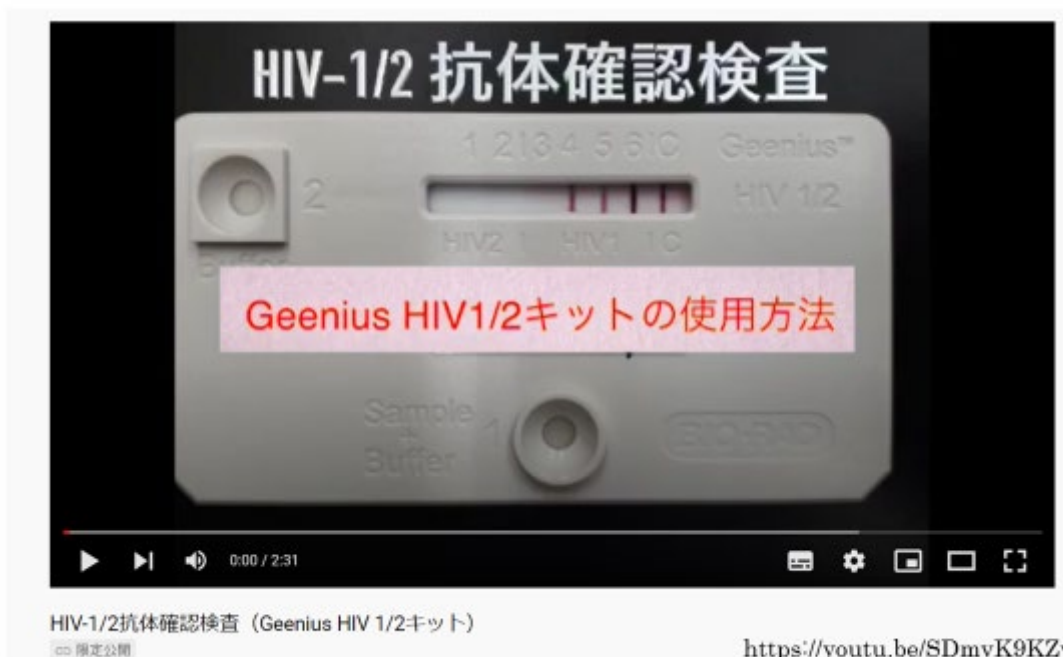 HIV-1/2 抗体確認検査
1 2 3 4 5 6 C Geenius™
2 HIV 1/2
HIV2 1 HIV1 1 C
Buffer
Geenius HIV1/2キットの使用方法
Sample
+ 1 BIO-RAD
Buffer
0:00 / 2:31
HIV-1/2抗体確認検査（Geenius HIV 1/2キット）
限定公開
https://youtu.be/SDmyK9KZ